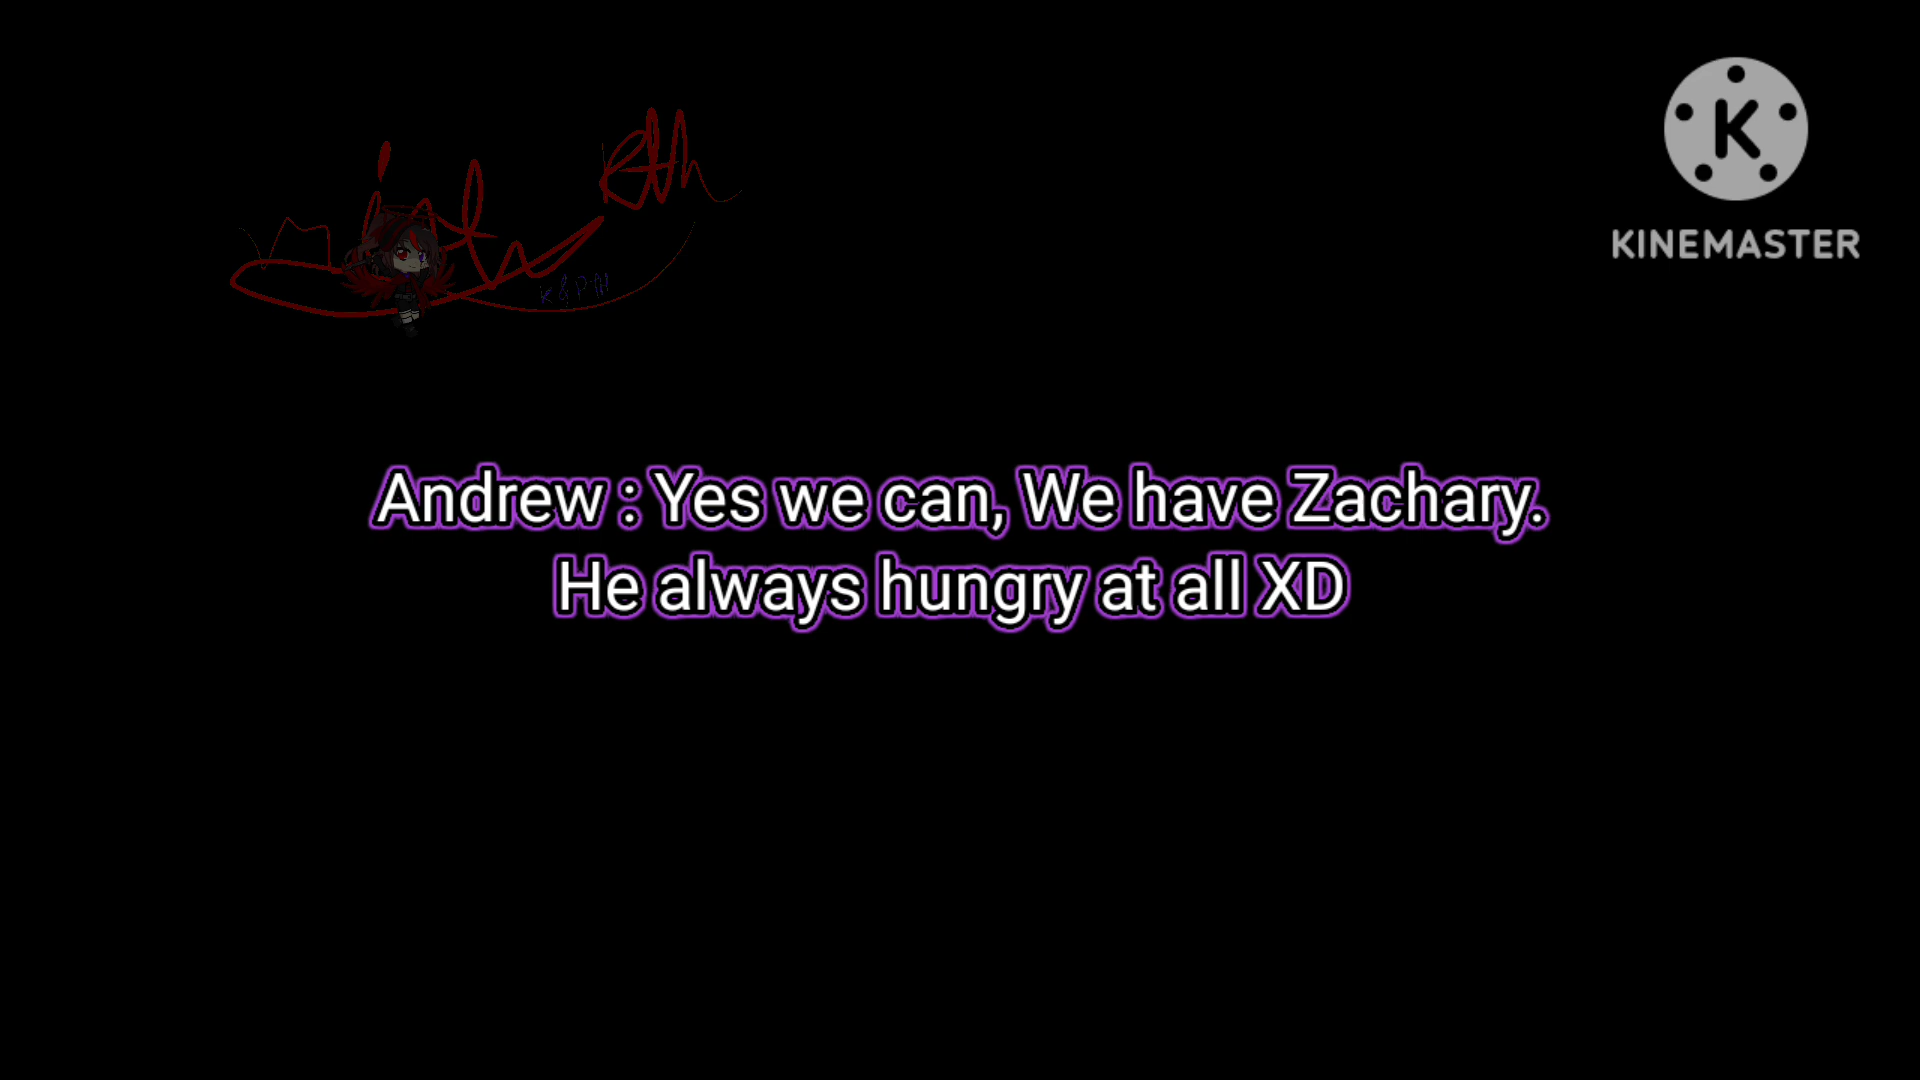 KINEMASTER
Andrew : Yes we can, We have Zachary.
He always hungry at all XD